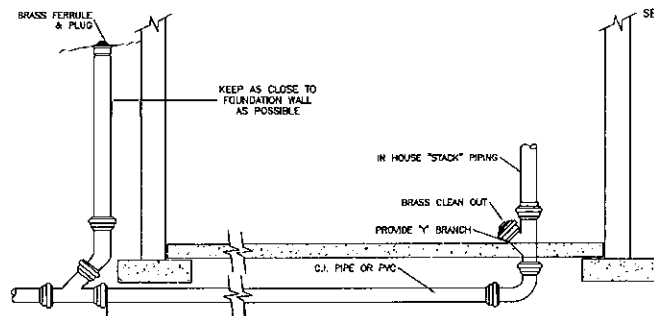 BRASS FERRULE
& PLUG
KEEP AS CLOSE TO
FOUNDATION WALL
AS POSSIBLE
IN HOUSE "STACK" PIPING
BRASS CLEAN OUT
PROVIDE 'Y' BRANCH
C.I. PIPE OR PVC